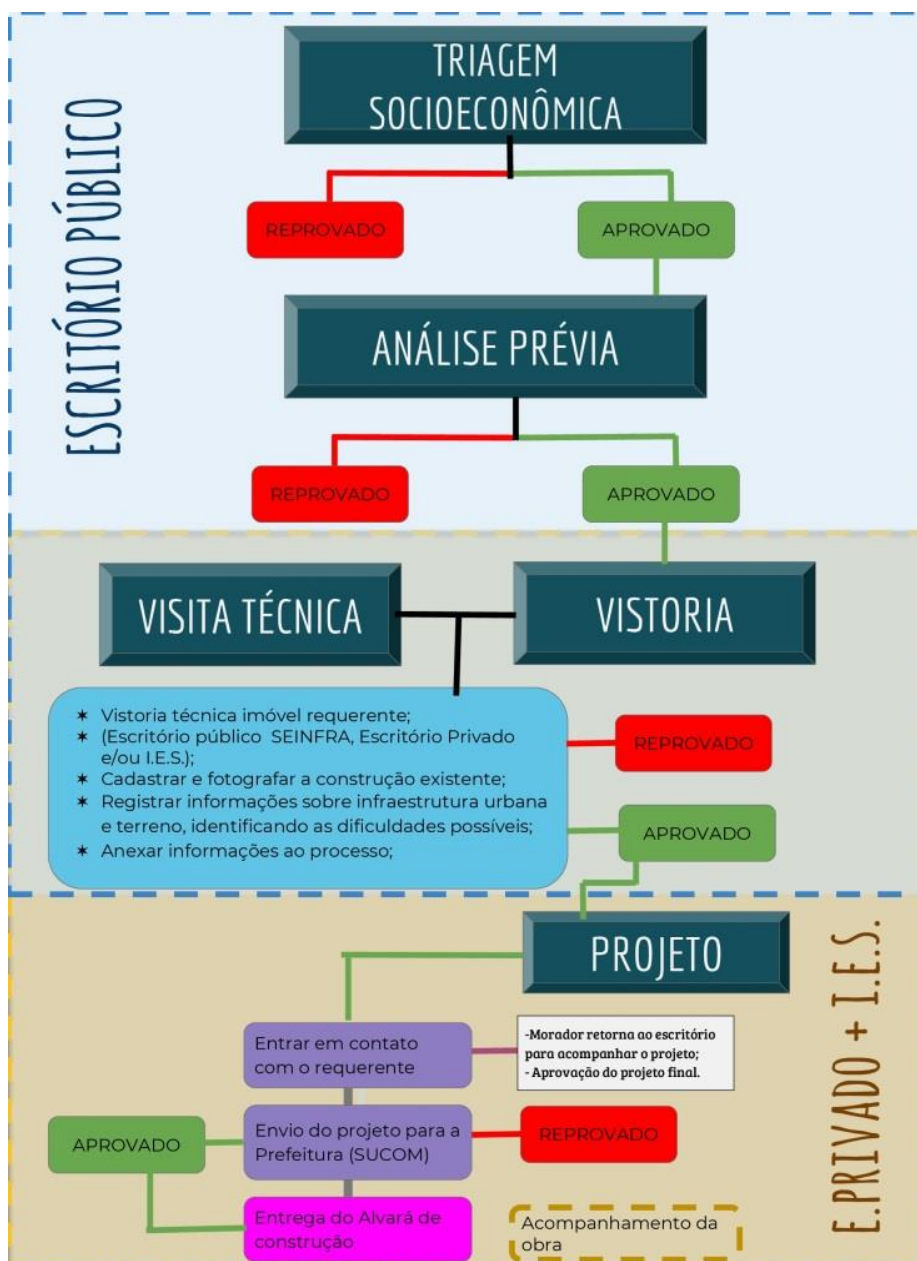 ESCRITÓRIO PÚBLICO
TRIAGEM
SOCIOECONÔMICA
REPROVADO
APROVADO
ANÁLISE PRÉVIA
REPROVADO
APROVADO
VISITA TÉCNICA
VISTORIA
✶ Vistoria técnica imóvel requerente;
✶ (Escritório público SEINFRA, Escritório Privado
e/ou I.E.S.);
✶ Cadastrar e fotografar a construção existente;
✶ Registrar informações sobre infraestrutura urbana
e terreno, identificando as dificuldades possíveis;
✶ Anexar informações ao processo;
REPROVADO
APROVADO
E.PRIVADO + I.E.S.
PROJETO
Entrar em contato
com o requerente
-Morador retorna ao escritório
para acompanhar o projeto;
- Aprovação do projeto final.
APROVADO
Envio do projeto para a
Prefeitura (SUCOM)
REPROVADO
Entrega do Alvará de
construção
Acompanhamento da
obra